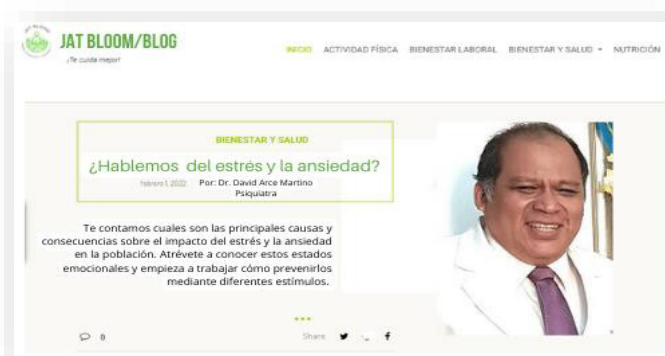 JAT BLOOM/BLOG
¡Te cuida mejor!
INICIO ACTIVIDAD FÍSICA BIENESTAR LABORAL BIENESTAR Y SALUD NUTRICIÓN
BIENESTAR Y SALUD
¿Hablemos del estrés y la ansiedad?
febrero 1, 2022 Por: Dr. David Arce Martino
Psiquiatra
Te contamos cuales son las principales causas y
consecuencias sobre el impacto del estrés y la ansiedad
en la población. Atrévete a conocer estos estados
emocionales y empieza a trabajar cómo prevenirlos
mediante diferentes estímulos.
0 Share